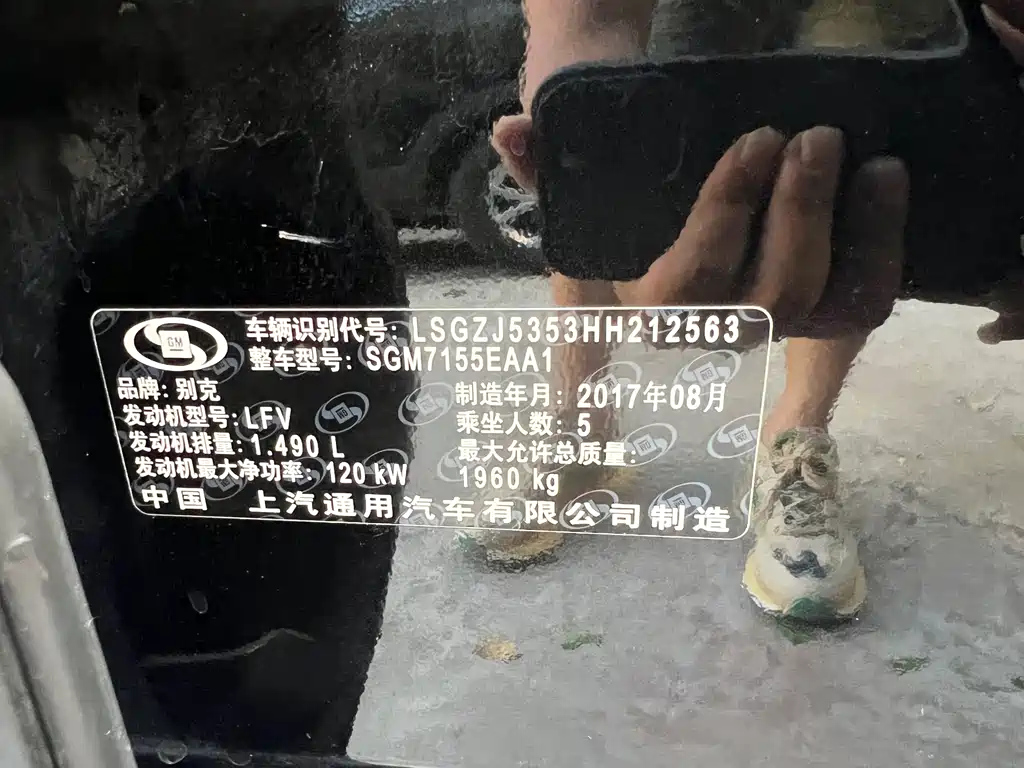 GM
车辆识别代号: LSGZJ5353HH212563
整车型号: SGM7155EAA1
品牌: 别克
制造年月: 2017年08月
发动机型号: LFV
乘坐人数: 5
发动机排量: 1.490 L
最大允许总质量:
发动机最大净功率: 120 kW
1960 kg
中国 上汽通用汽车有限公司制造